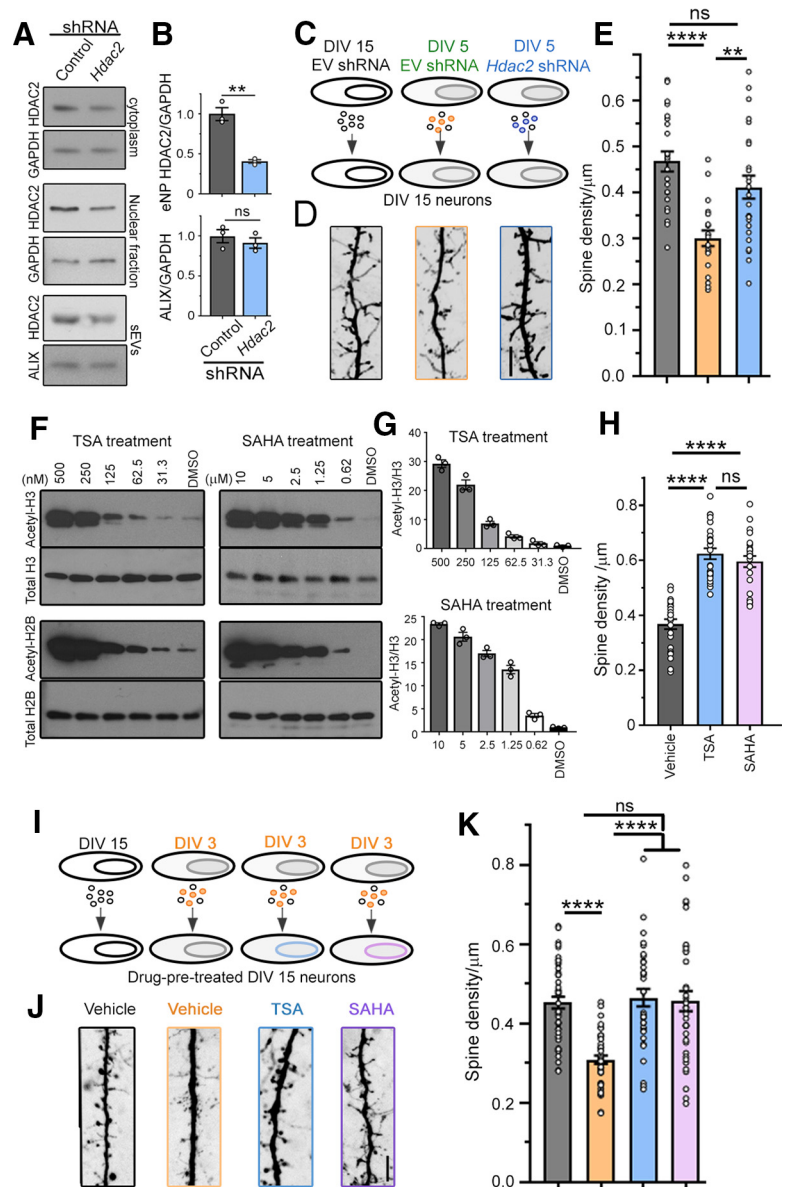 A
shRNA
Control
Hdac2
HDAC2
GAPDH
cytoplasm
HDAC2
GAPDH
Nuclear fraction
HDAC2
ALIX
sEVs
B
eNP HDAC2/GAPDH
1.0
0.5
0
**
ALIX/GAPDH
1.0
0.5
0
ns
Control
Hdac2
shRNA
C
DIV 15
EV shRNA
DIV 5
EV shRNA
DIV 5
Hdac2 shRNA
DIV 15 neurons
D
E
ns
****
**
Spine density/μm
0.7
0.6
0.5
0.4
0.3
0.2
0.1
0.0
F
TSA treatment
(nM)
500
250
125
62.5
31.3
DMSO
SAHA treatment
(μM)
10
5
2.5
1.25
0.62
DMSO
Acetyl-H3
Total H3
Acetyl-H2B
Total H2B
G
TSA treatment
Acetyl-H3/H3
40
30
20
10
0
500 250 125 62.5 31.3
DMSO
SAHA treatment
Acetyl-H3/H3
25
20
15
10
5
0
10 5 2.5 1.25 0.62
DMSO
H
****
**** ns
Spine density /μm
0.8
0.6
0.4
0.2
0
Vehicle
TSA
SAHA
I
DIV 15
DIV 3
DIV 3
DIV 3
Drug-pre-treated DIV 15 neurons
J
Vehicle
Vehicle
TSA
SAHA
K
ns
****
****
Spine density/μm
0.8
0.6
0.4
0.2
0.0